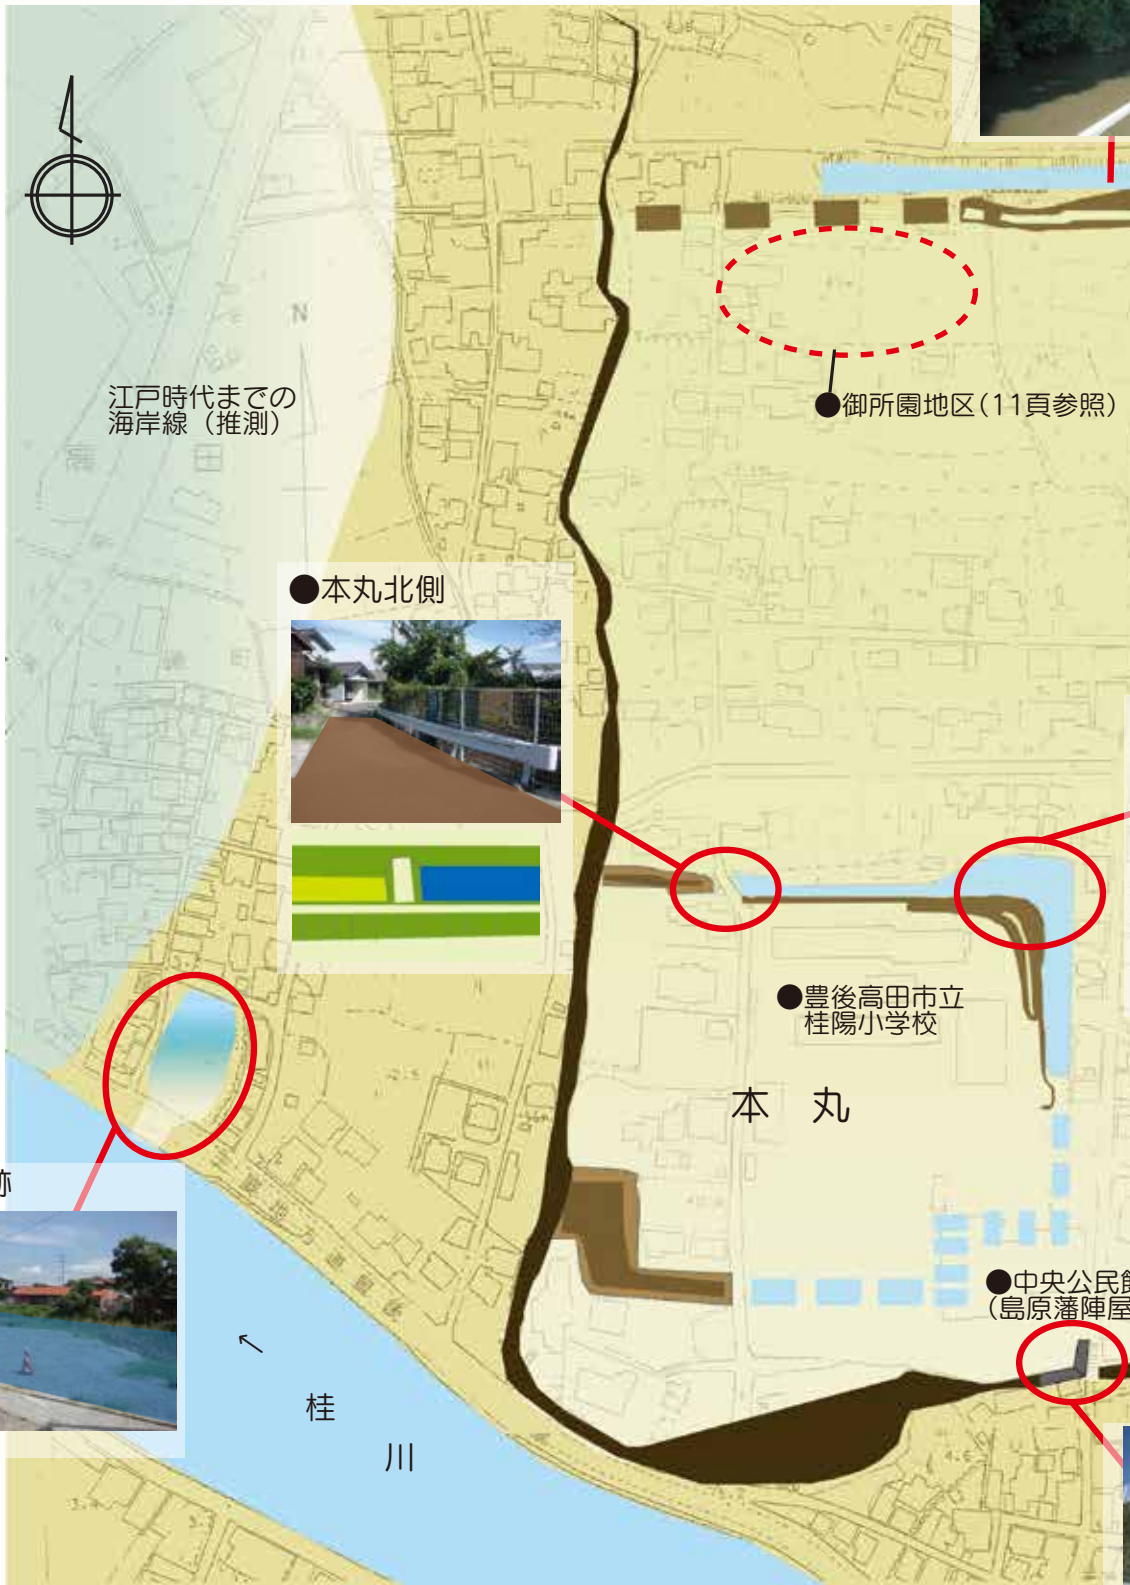 N
江戸時代までの
海岸線（推測）
●御所園地区（11頁参照）
●本丸北側
●豊後高田市立
桂陽小学校
本 丸
跡
●中央公民館
（島原藩陣屋
桂
川